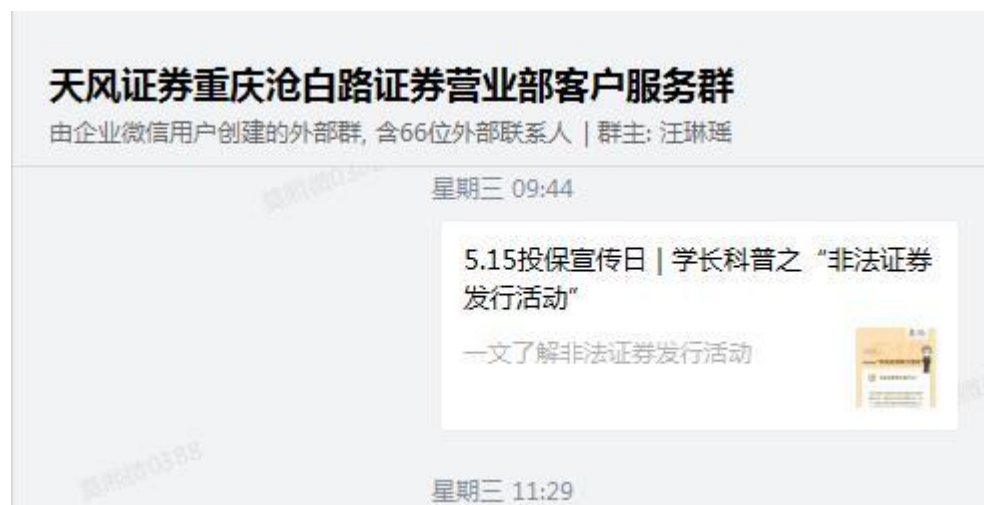 天风证券重庆沧白路证券营业部客户服务群
由企业微信用户创建的外部群, 含66位外部联系人 | 群主: 汪琳瑶
星期三 09:44
5.15投保宣传日 | 学长科普之“非法证券
发行活动”
一文了解非法证券发行活动
星期三 11:29